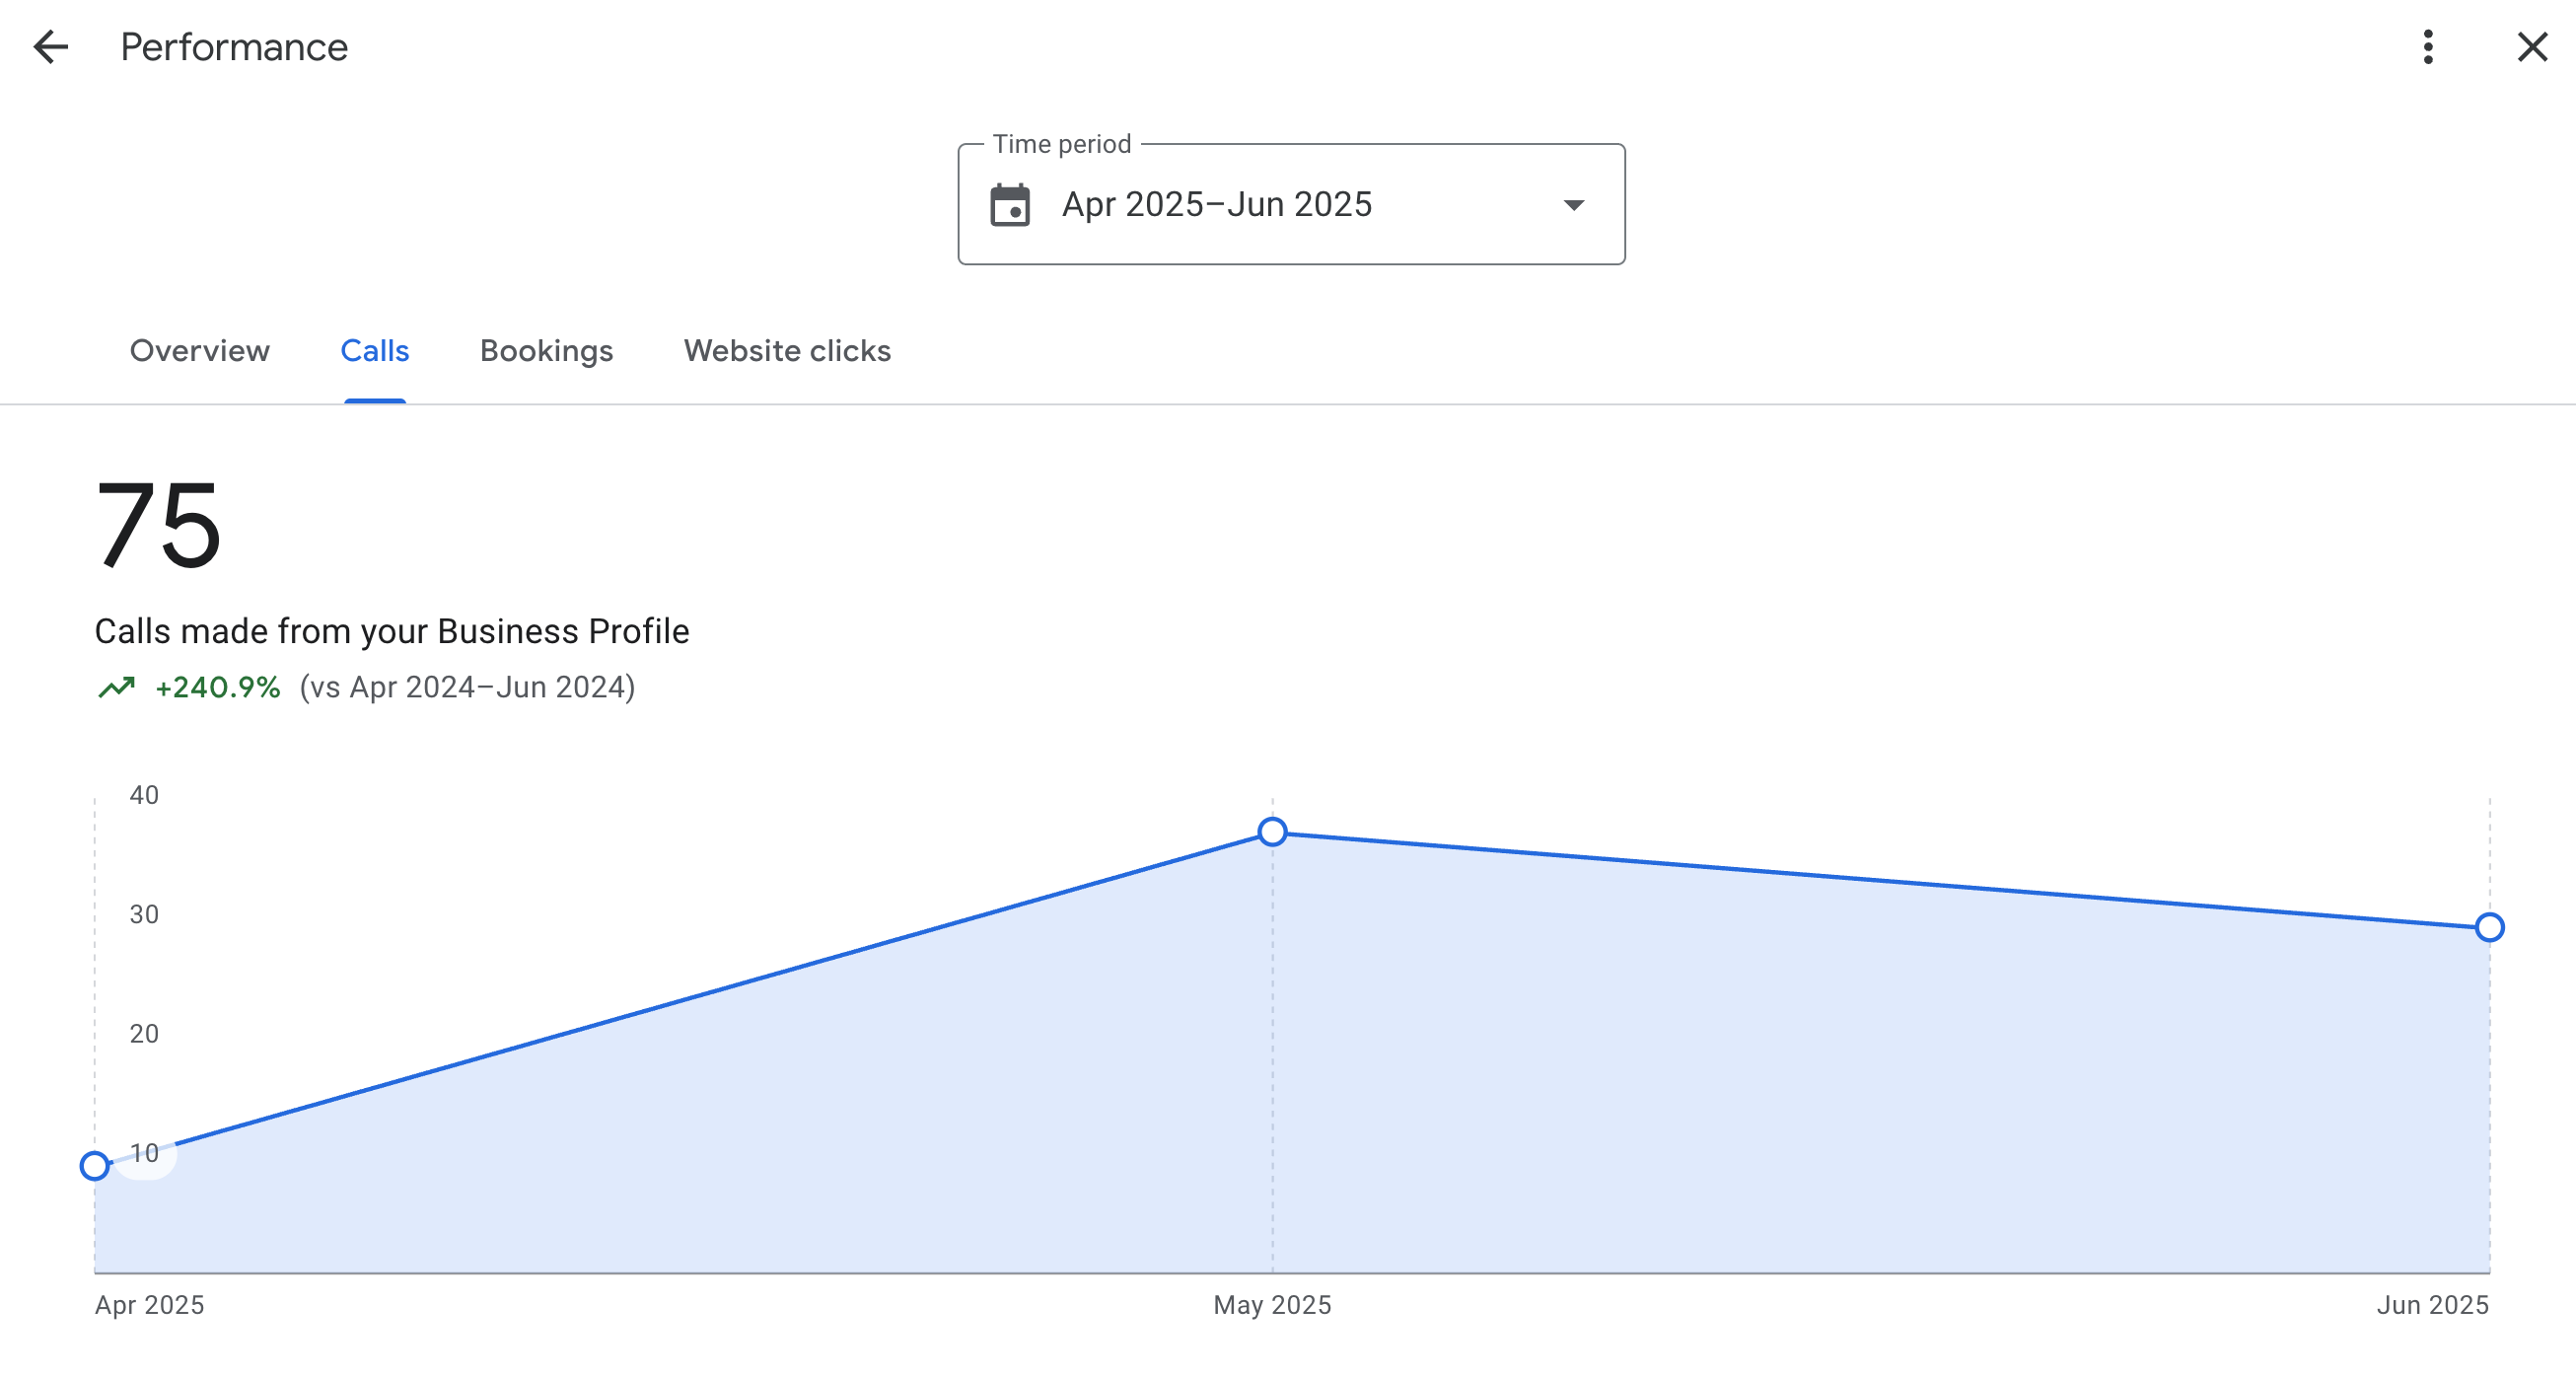 Performance
Time period
Apr 2025–Jun 2025
Overview Calls Bookings Website clicks
75
Calls made from your Business Profile
+240.9% (vs Apr 2024–Jun 2024)
40
30
20
10
Apr 2025 May 2025 Jun 2025